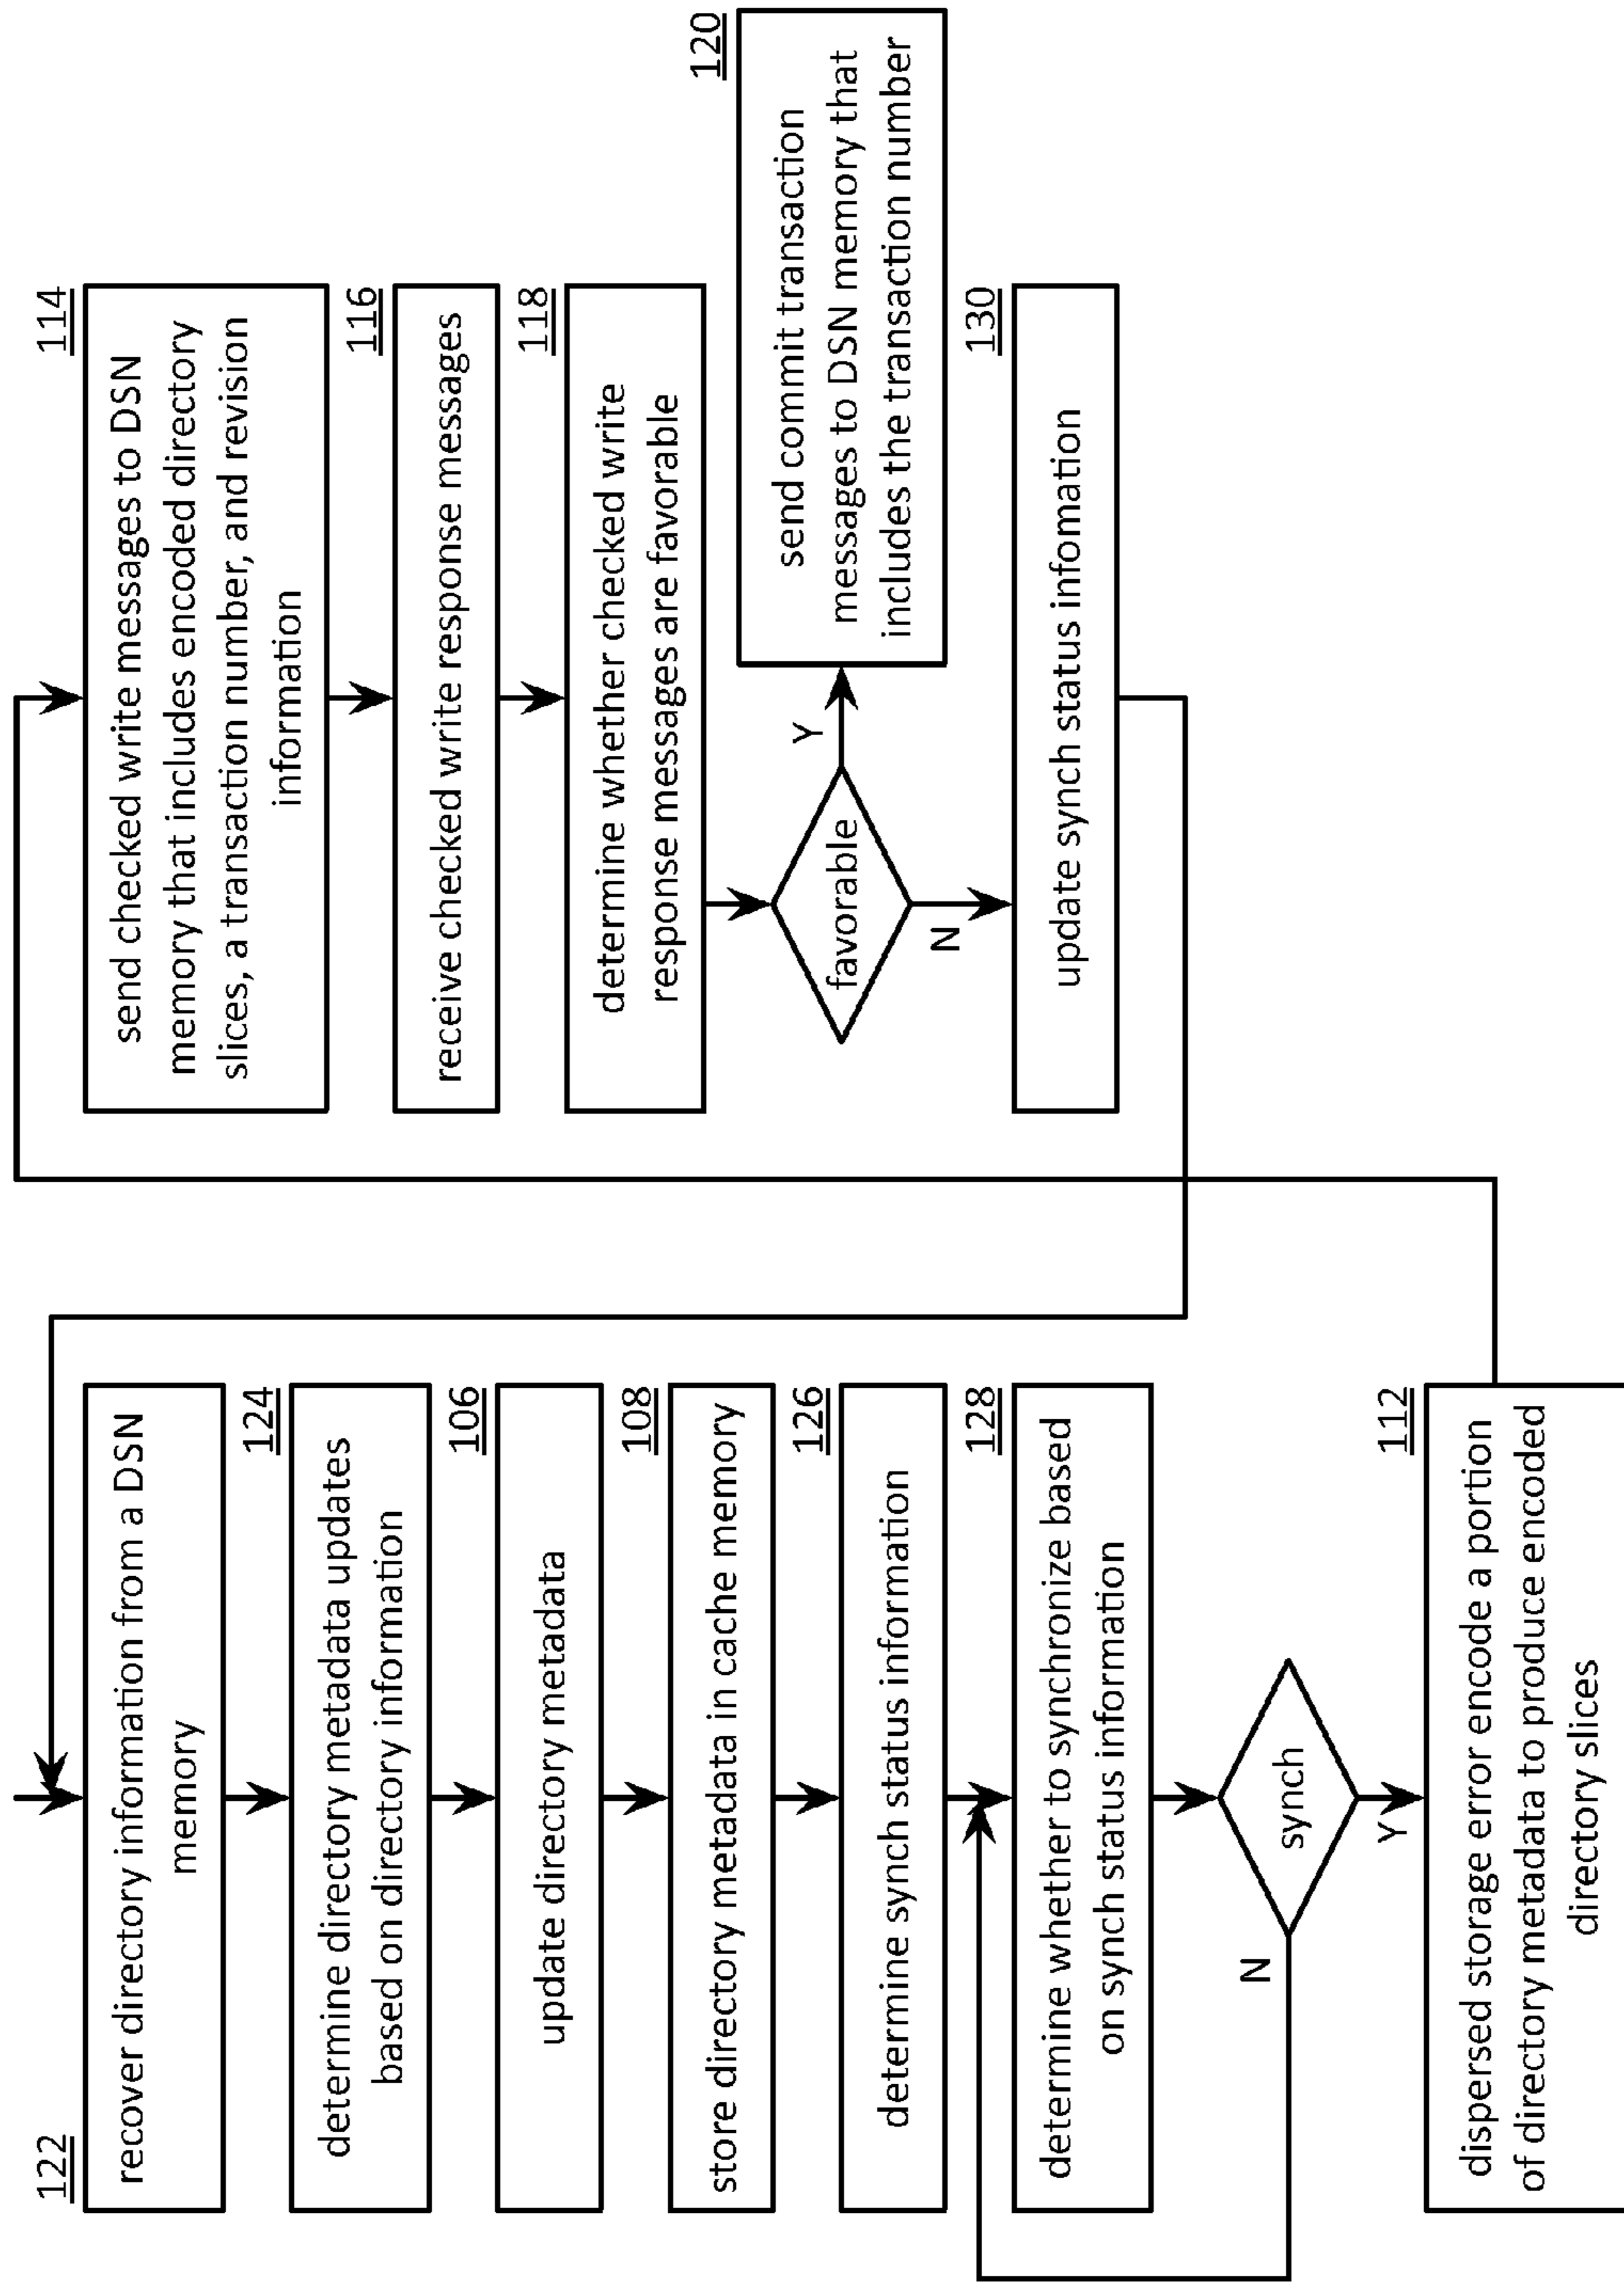 122
recover directory information from a DSN
memory
124
determine directory metadata updates
based on directory information
106
update directory metadata
108
store directory metadata in cache memory
126
determine synch status information
128
determine whether to synchronize based
on synch status information
synch
N
Y
112
dispersed storage error encode a portion
of directory metadata to produce encoded
directory slices
114
send checked write messages to DSN
memory that includes encoded directory
slices, a transaction number, and revision
information
116
receive checked write response messages
118
determine whether checked write
response messages are favorable
favorable
Y
N
120
send commit transaction
messages to DSN memory that
includes the transaction number
130
update synch status infomation